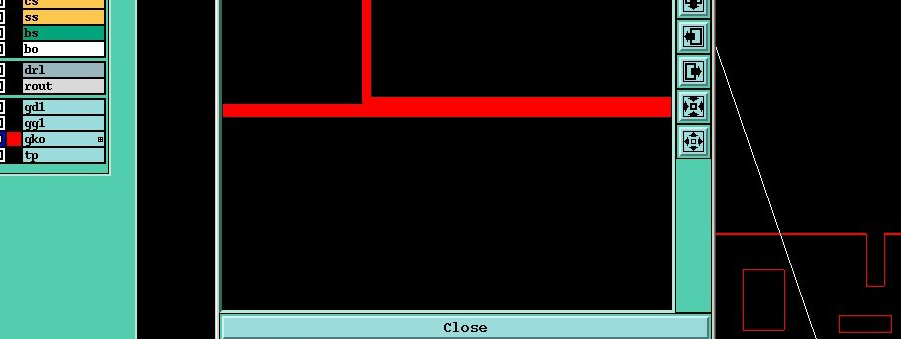 cs
ss
bs
bo
drl
rout
gd1
gg1
gko
tp
Close